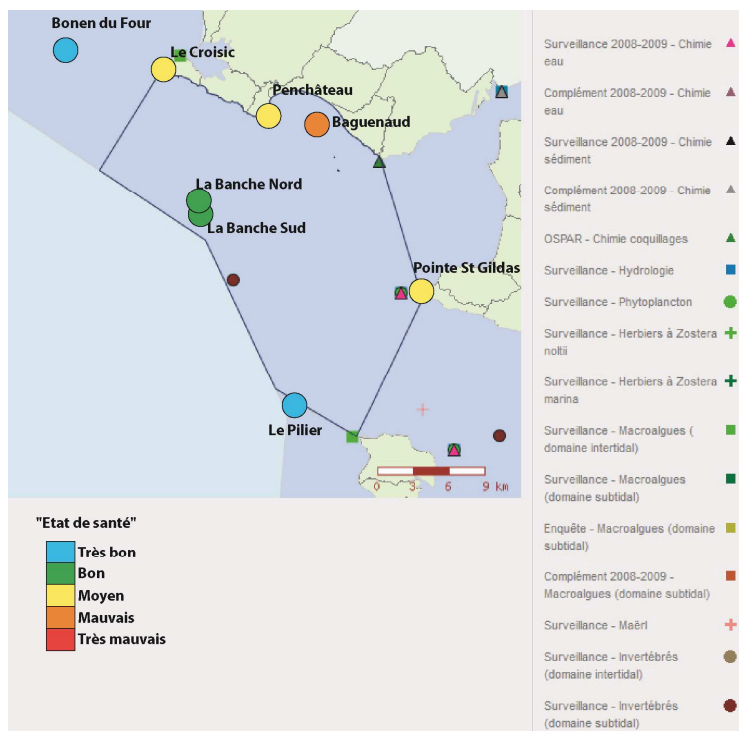 Bonen du Four
Le Croisic
Penchâteau
Baguenaud
La Banche Nord
La Banche Sud
Pointe St Gildas
Le Pilier
0 3 6 9 km
"Etat de santé"
Très bon
Bon
Moyen
Mauvais
Très mauvais
Surveillance 2008-2009 - Chimie
eau
Complément 2008-2009 - Chimie
eau
Surveillance 2008-2009 - Chimie
sédiment
Complément 2008-2009 - Chimie
sédiment
OSPAR - Chimie coquillages
Surveillance - Hydrologie
Surveillance - Phytoplancton
Surveillance - Herbiers à Zostera
noltii
Surveillance - Herbiers à Zostera
marina
Surveillance - Macroalgues (
domaine intertidal)
Surveillance - Macroalgues
(domaine subtidal)
Enquête - Macroalgues (domaine
subtidal)
Complément 2008-2009 -
Macroalgues (domaine subtidal)
Surveillance - Maërl
Surveillance - Invertébrés
(domaine intertidal)
Surveillance - Invertébrés
(domaine subtidal)